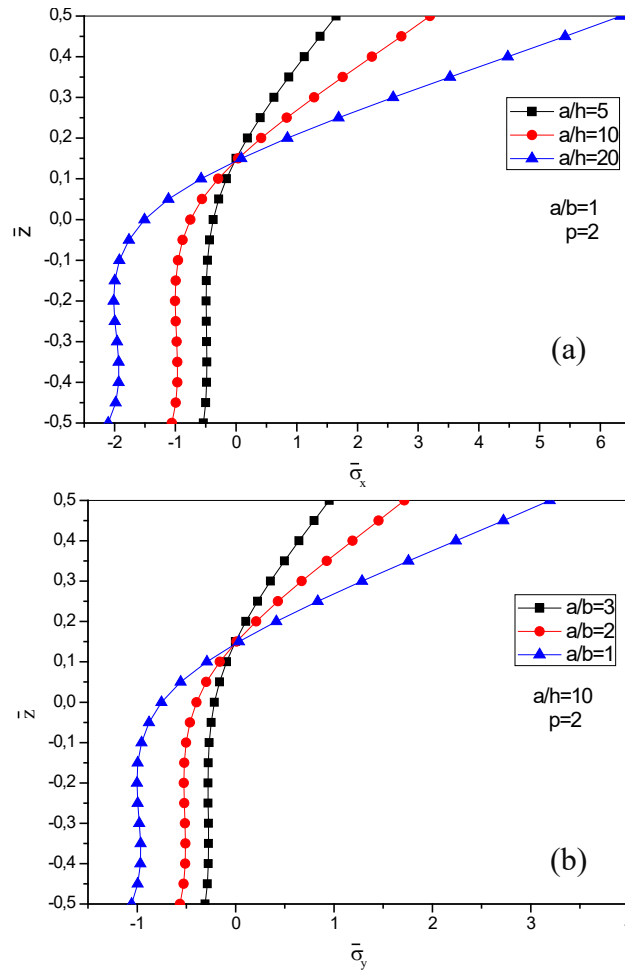 0,5
0,4
0,3
0,2
0,1
0,0
-0,1
-0,2
-0,3
-0,4
-0,5
z̄
a/h=5
a/h=10
a/h=20
a/b=1
p=2
(a)
-2 -1 0 1 2 3 4 5 6
σ̄x
0,5
0,4
0,3
0,2
0,1
0,0
-0,1
-0,2
-0,3
-0,4
-0,5
z̄
a/b=3
a/b=2
a/b=1
a/h=10
p=2
(b)
-1 0 1 2 3 4
σ̄y